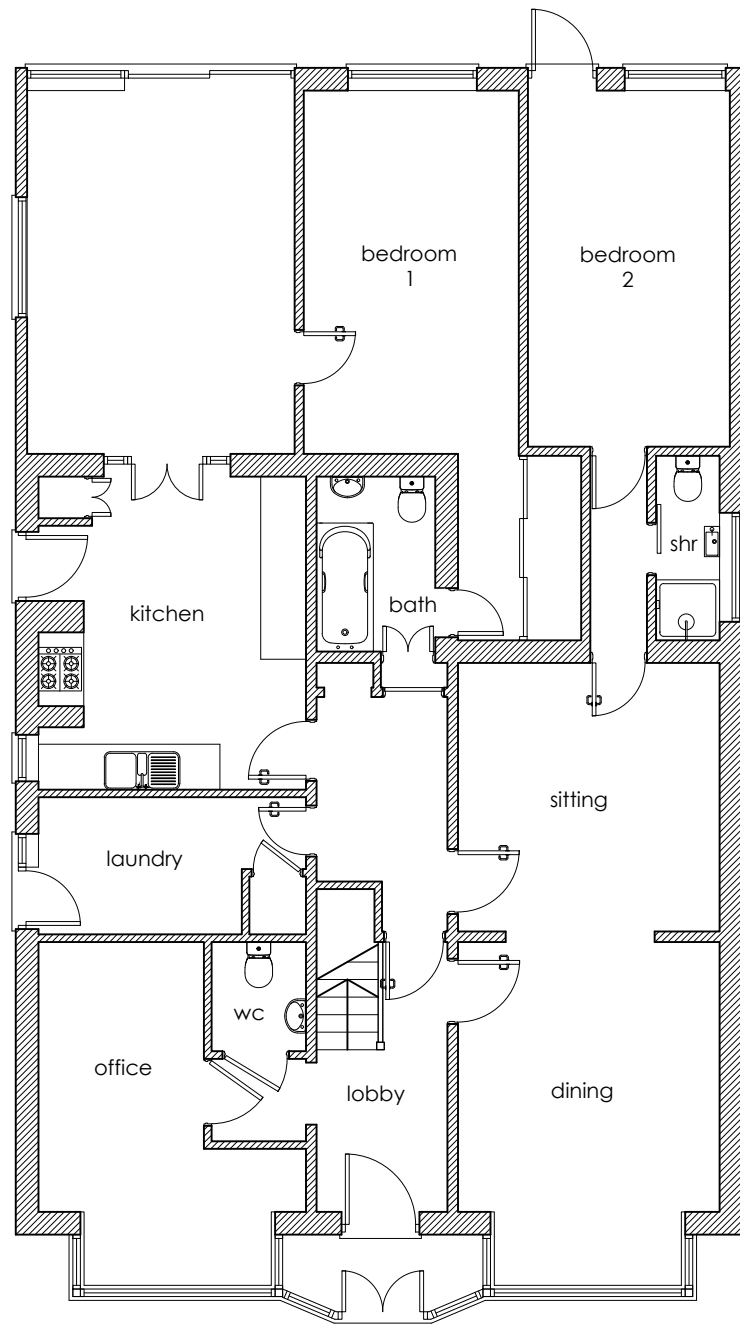 bedroom
1
bedroom
2
shr
kitchen
bath
sitting
laundry
wc
office
lobby
dining